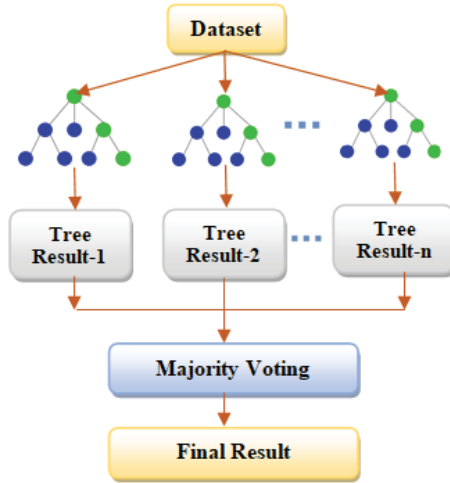 Dataset
Tree
Result-1
Tree
Result-2
Tree
Result-n
Majority Voting
Final Result